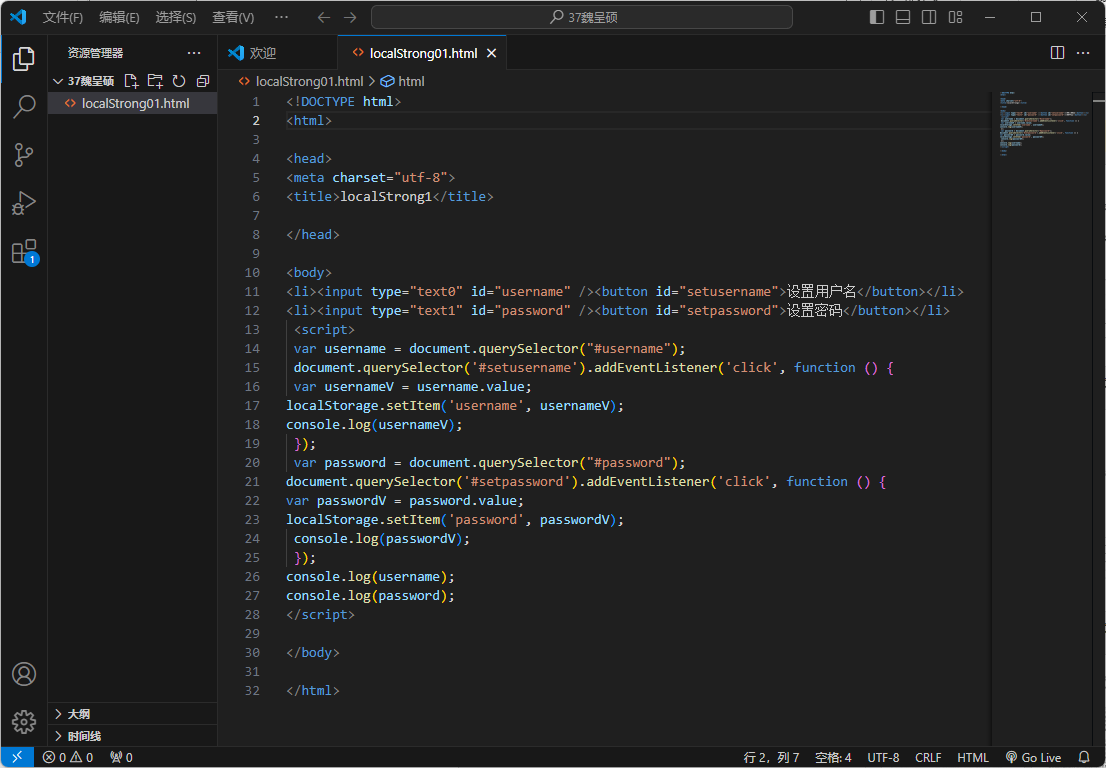 文件(F) 编辑(E) 选择(S) 查看(V) ··· 37魏呈硕
资源管理器 ···
37魏呈硕
localStrong01.html
大纲
时间线
欢迎 localStrong01.html
localStrong01.html > html
1 <!DOCTYPE html>
2 <html>
3
4 <head>
5 <meta charset="utf-8">
6 <title>localStrong1</title>
7
8 </head>
9
10 <body>
11 <li><input type="text0" id="username" /><button id="setusername">设置用户名</button></li>
12 <li><input type="text1" id="password" /><button id="setpassword">设置密码</button></li>
13  <script>
14  var username = document.querySelector("#username");
15  document.querySelector('#setusername').addEventListener('click', function () {
16  var usernameV = username.value;
17 localStorage.setItem('username', usernameV);
18 console.log(usernameV);
19  });
20  var password = document.querySelector("#password");
21 document.querySelector('#setpassword').addEventListener('click', function () {
22 var passwordV = password.value;
23 localStorage.setItem('password', passwordV);
24  console.log(passwordV);
25  });
26 console.log(username);
27 console.log(password);
28 </script>
29
30 </body>
31
32 </html>
1
0 0 0 行 2，列 7 空格: 4 UTF-8 CRLF HTML Go Live